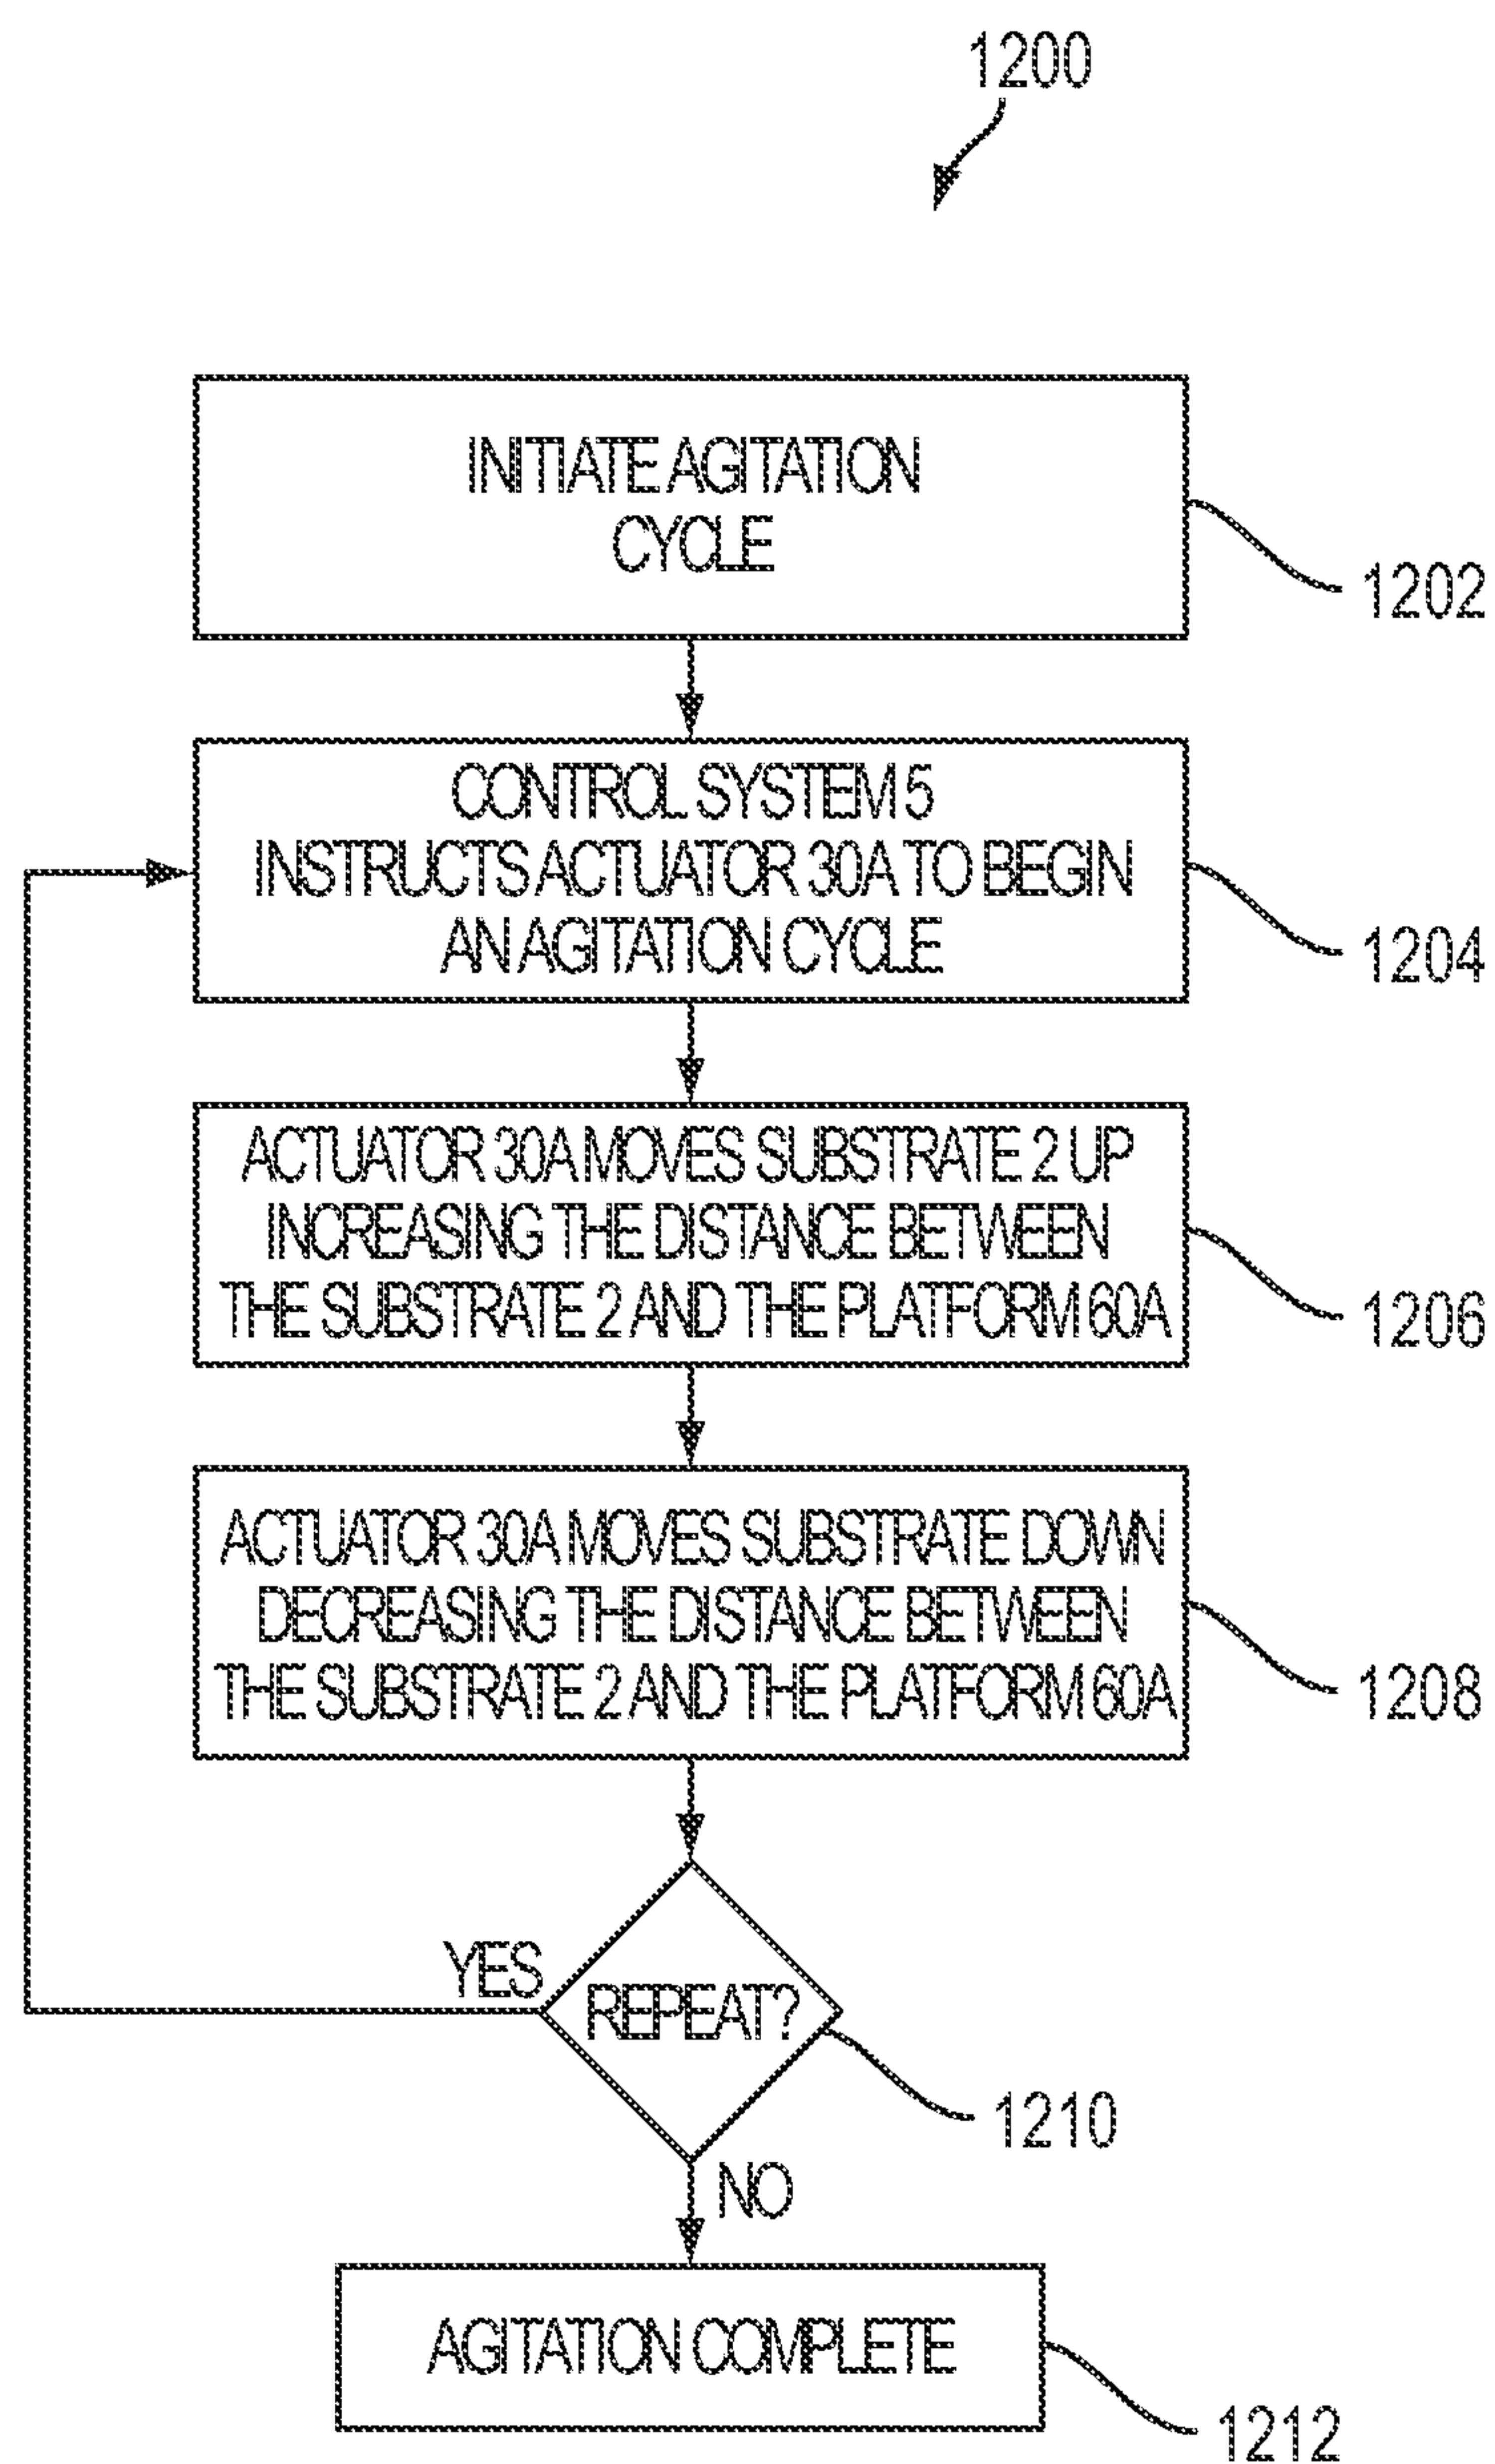 1200
INITIATE AGITATION
CYCLE
1202
CONTROL SYSTEM 5
INSTRUCTS ACTUATOR 30A TO BEGIN
AN AGITATION CYCLE
1204
ACTUATOR 30A MOVES SUBSTRATE 2 UP
INCREASING THE DISTANCE BETWEEN
THE SUBSTRATE 2 AND THE PLATFORM 60A
1206
ACTUATOR 30A MOVES SUBSTRATE DOWN
DECREASING THE DISTANCE BETWEEN
THE SUBSTRATE 2 AND THE PLATFORM 60A
1208
YES
REPEAT?
1210
NO
AGITATION COMPLETE
1212